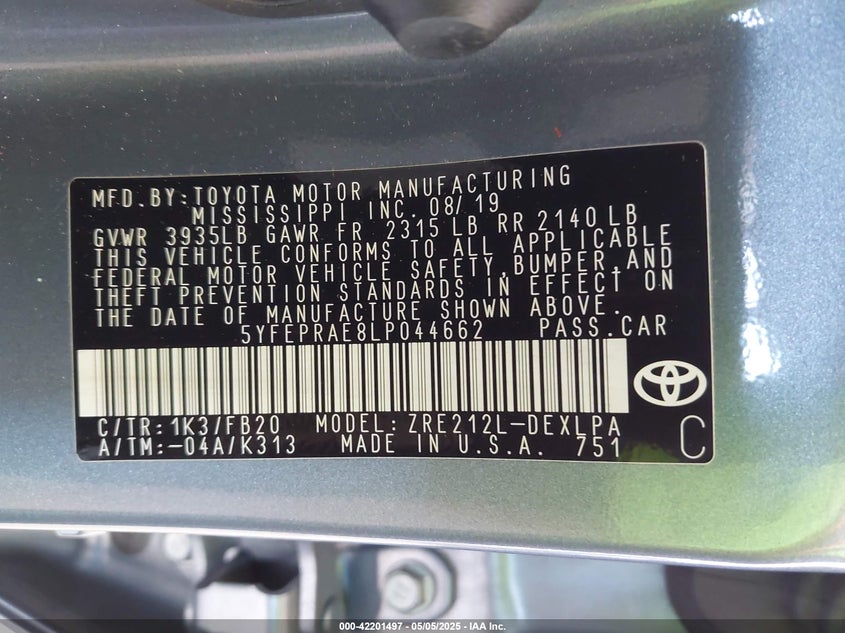 MFD. BY: TOYOTA MOTOR MANUFACTURING
MISSISSIPPI INC. 08/19
GVWR 3935LB GAWR FR 2315 LB RR 2140 LB
THIS VEHICLE CONFORMS TO ALL APPLICABLE
FEDERAL MOTOR VEHICLE SAFETY, BUMPER, AND
THEFT PREVENTION STANDARDS IN EFFECT ON
THE DATE OF MANUFACTURE SHOWN ABOVE.
5YFEPRAE8LP044662 PASS. CAR
C/TR: 1K3/FB20 MODEL: ZRE212L-DEXLPA
A/TM: -04A/K313 MADE IN U.S.A. 751
C
000-42201497 - 05/05/2025 - IAA Inc.